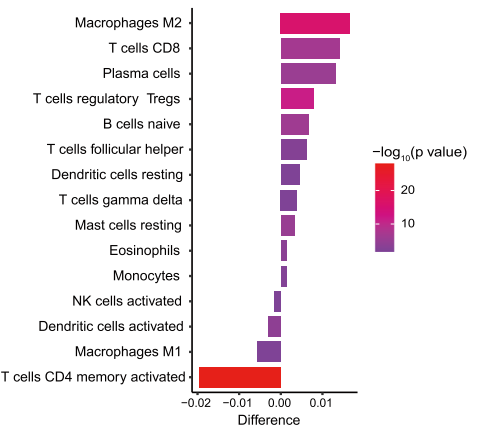 Macrophages M2
T cells CD8
Plasma cells
T cells regulatory  Tregs
B cells naive
T cells follicular helper
Dendritic cells resting
T cells gamma delta
Mast cells resting
Eosinophils
Monocytes
NK cells activated
Dendritic cells activated
Macrophages M1
T cells CD4 memory activated
−0.02 −0.01 0.00 0.01
Difference
−log10(p value)
20
10